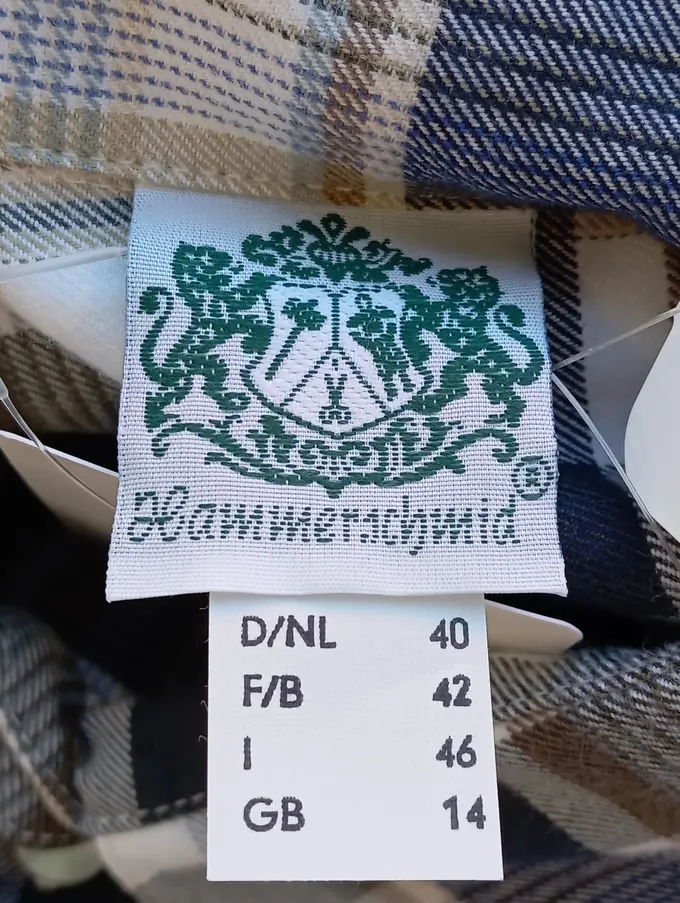 ®
Hammerschmid
D/NL 40
F/B 42
I 46
GB 14